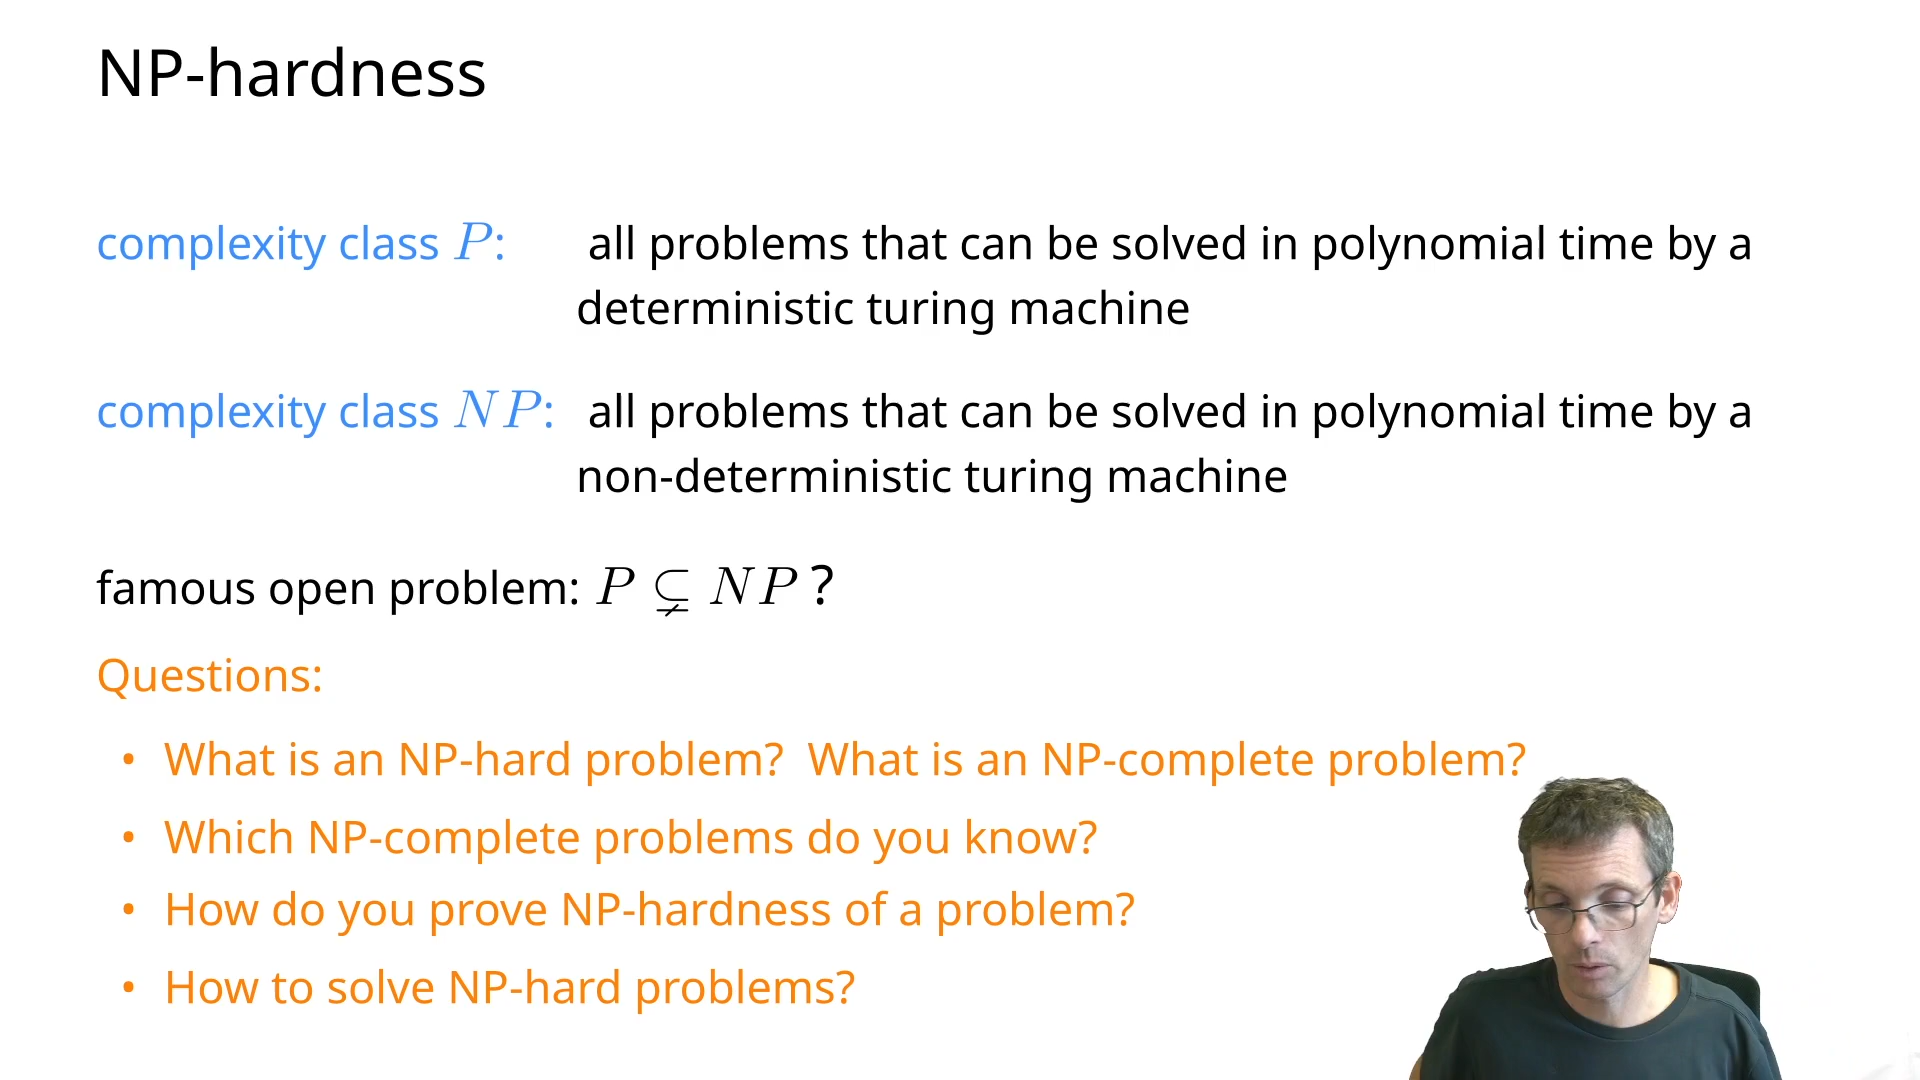 NP-hardness
complexity class P: all problems that can be solved in polynomial time by a
deterministic turing machine
complexity class NP: all problems that can be solved in polynomial time by a
non-deterministic turing machine
famous open problem: P ⊊ NP ?
Questions:
• What is an NP-hard problem? What is an NP-complete problem?
• Which NP-complete problems do you know?
• How do you prove NP-hardness of a problem?
• How to solve NP-hard problems?